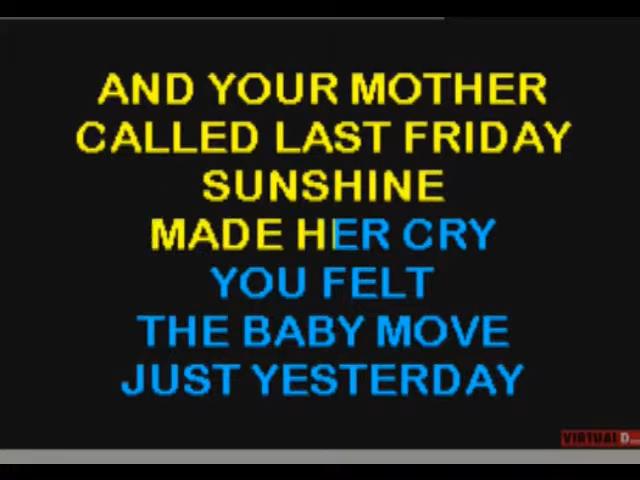 AND YOUR MOTHER
CALLED LAST FRIDAY
SUNSHINE
MADE HER CRY
YOU FELT
THE BABY MOVE
JUST YESTERDAY
VIRTUAL D...